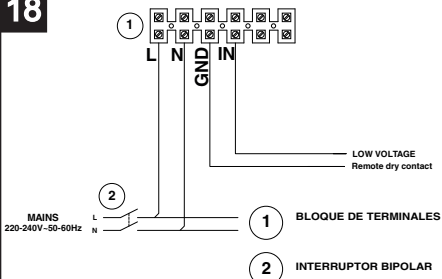 18
1
L N GND IN
LOW VOLTAGE
Remote dry contact
2
MAINS
220-240V~50-60Hz
L
N
1 BLOQUE DE TERMINALES
2 INTERRUPTOR BIPOLAR